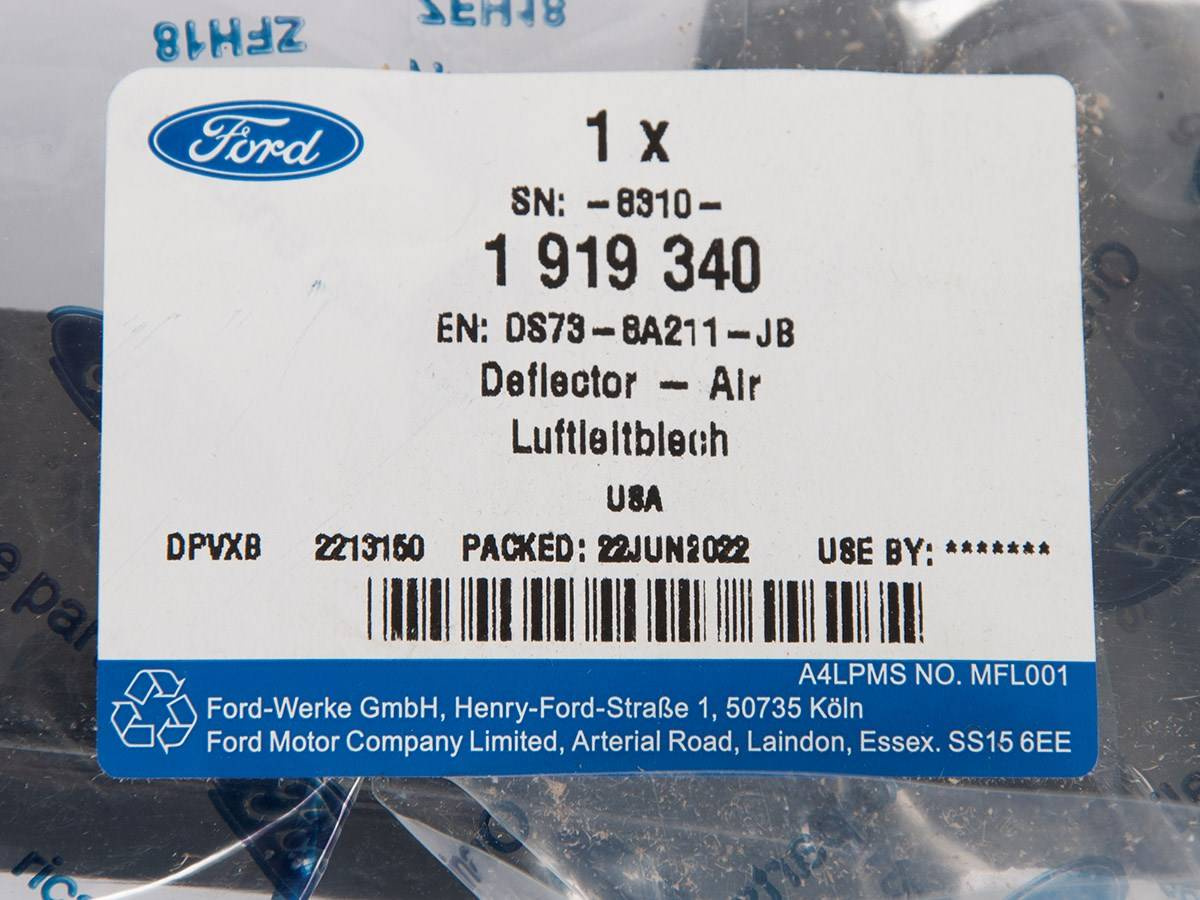 ZFH18
ZFH18
Ford
1 x
SN: -8310-
1 919 340
EN: DS73-8A211-JB
Deflector - Air
Luftleitblech
USA
DPVXB 2213150 PACKED: 22JUN2022 USE BY: *******
A4LPMS NO. MFL001
Ford-Werke GmbH, Henry-Ford-Straße 1, 50735 Köln
Ford Motor Company Limited, Arterial Road, Laindon, Essex. SS15 6EE